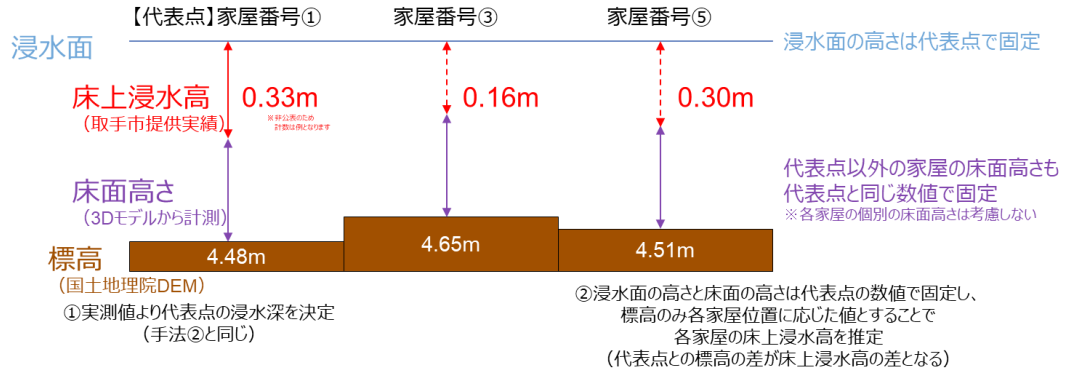 【代表点】家屋番号①
家屋番号③
家屋番号⑤
浸水面
浸水面の高さは代表点で固定
床上浸水高
(取手市提供実績)
0.33m
※非公表のため
計数は例となります
0.16m
0.30m
床面高さ
(3Dモデルから計測)
代表点以外の家屋の床面高さも
代表点と同じ数値で固定
※各家屋の個別の床面高さは考慮しない
標高
(国土地理院DEM)
4.48m
4.65m
4.51m
①実測値より代表点の浸水深を決定
(手法②と同じ)
②浸水面の高さと床面の高さは代表点の数値で固定し、
標高のみ各家屋位置に応じた値とすることで
各家屋の床上浸水高を推定
(代表点との標高の差が床上浸水高の差となる)